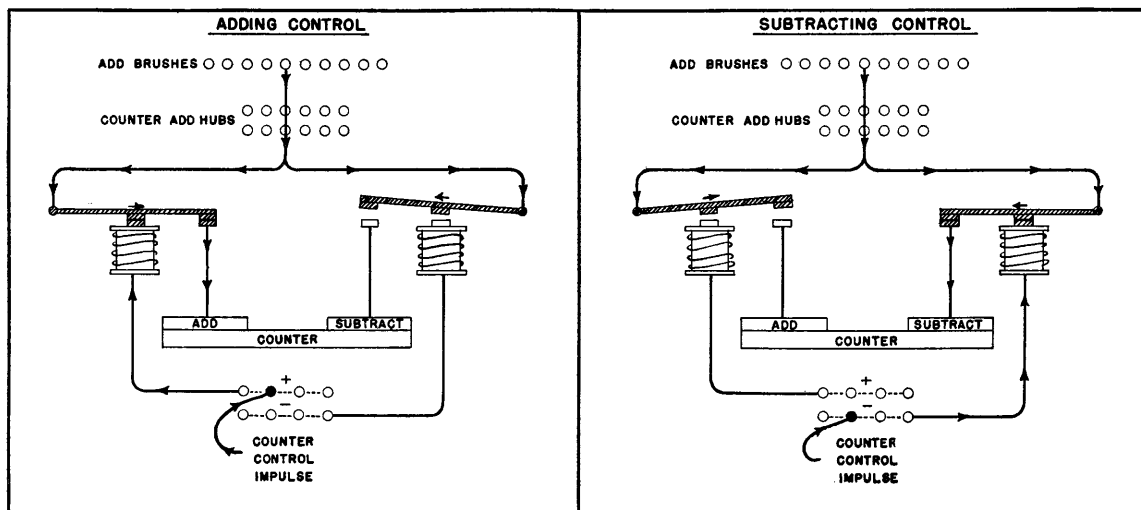 ADDING CONTROL
ADD BRUSHES
COUNTER ADD HUBS
ADD
SUBTRACT
COUNTER
+
−
COUNTER
CONTROL
IMPULSE
SUBTRACTING CONTROL
ADD BRUSHES
COUNTER ADD HUBS
ADD
SUBTRACT
COUNTER
+
−
COUNTER
CONTROL
IMPULSE